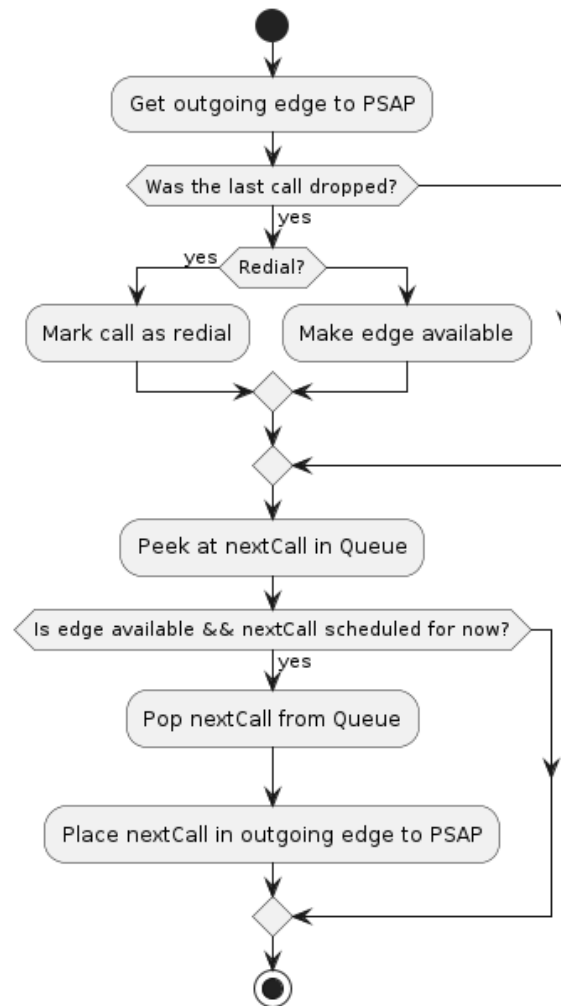 Get outgoing edge to PSAP
Was the last call dropped?
yes
yes
Redial?
Mark call as redial
Make edge available
Peek at nextCall in Queue
Is edge available && nextCall scheduled for now?
yes
Pop nextCall from Queue
Place nextCall in outgoing edge to PSAP